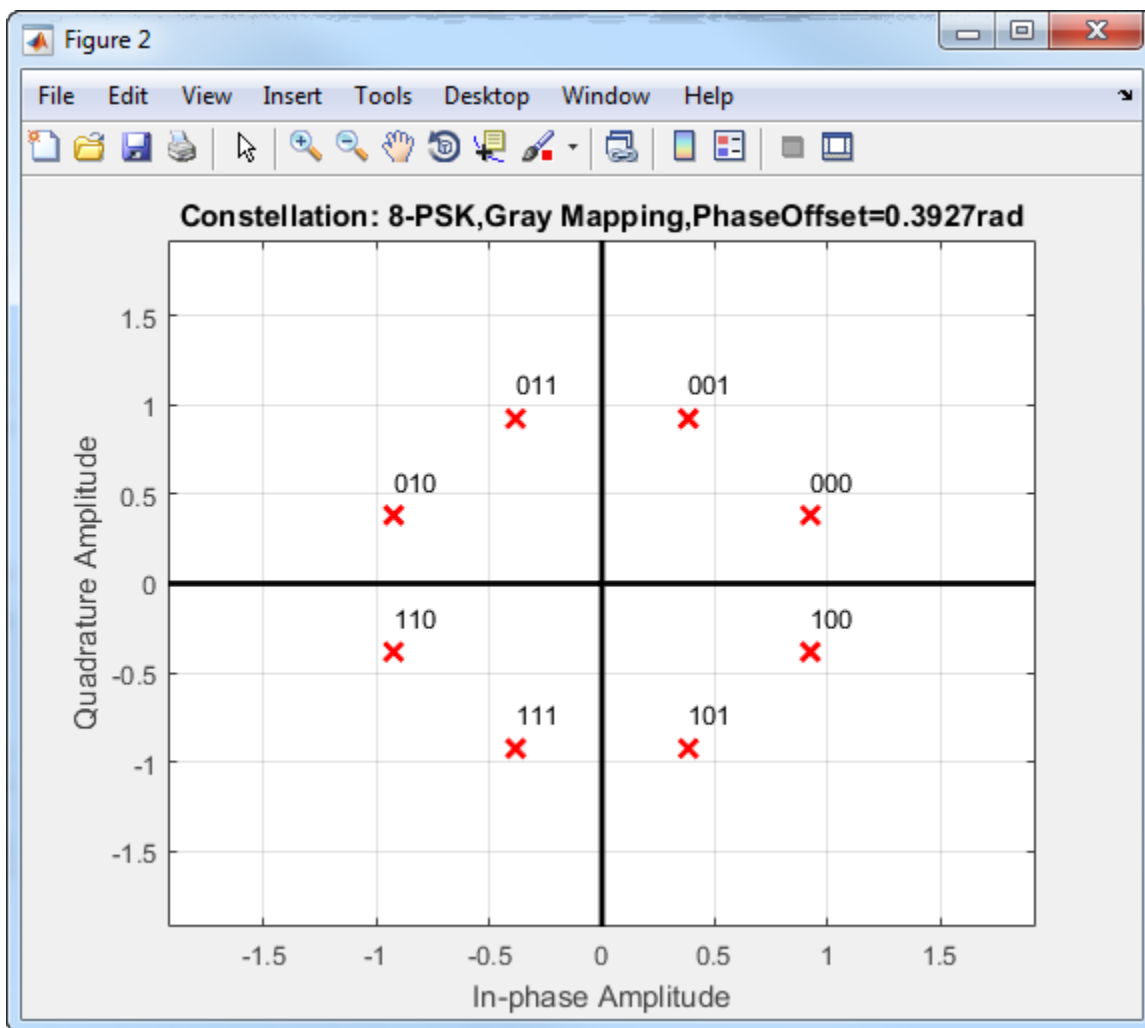 Figure 2
File Edit View Insert Tools Desktop Window Help
Constellation: 8-PSK,Gray Mapping,PhaseOffset=0.3927rad
1.5
011 001
1
010 000
0.5
Quadrature Amplitude
0
110 100
-0.5
111 101
-1
-1.5
-1.5 -1 -0.5 0 0.5 1 1.5
In-phase Amplitude